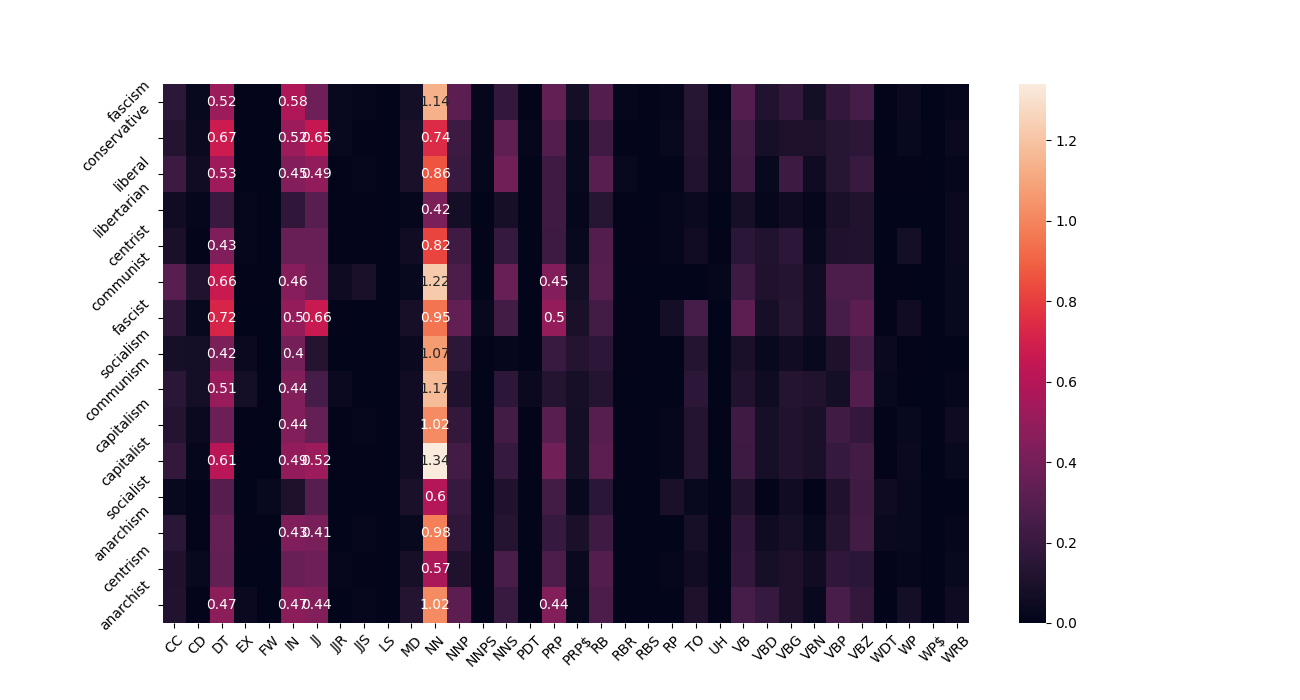 fascism 0.52 0.58 1.14
conservative 0.67 0.52 0.65 0.74
liberal 0.53 0.45 0.49 0.86
libertarian 0.42
centrist 0.43 0.82
communist 0.66 0.46 1.22 0.45
fascist 0.72 0.5 0.66 0.95 0.5
socialism 0.42 0.4 1.07
communism 0.51 0.44 1.17
capitalism 0.44 1.02
capitalist 0.61 0.49 0.52 1.34
socialist 0.6
anarchism 0.43 0.41 0.98
centrism 0.57
anarchist 0.47 0.47 0.44 1.02 0.44
CC CD DT EX FW IN JJ JJR JJS LS MD NN NNP NNPS NNS PDT PRP PRP$ RB RBR RBS RP TO UH VB VBD VBG VBN VBP VBZ WDT WP WP$ WRB
1.2
1.0
0.8
0.6
0.4
0.2
0.0